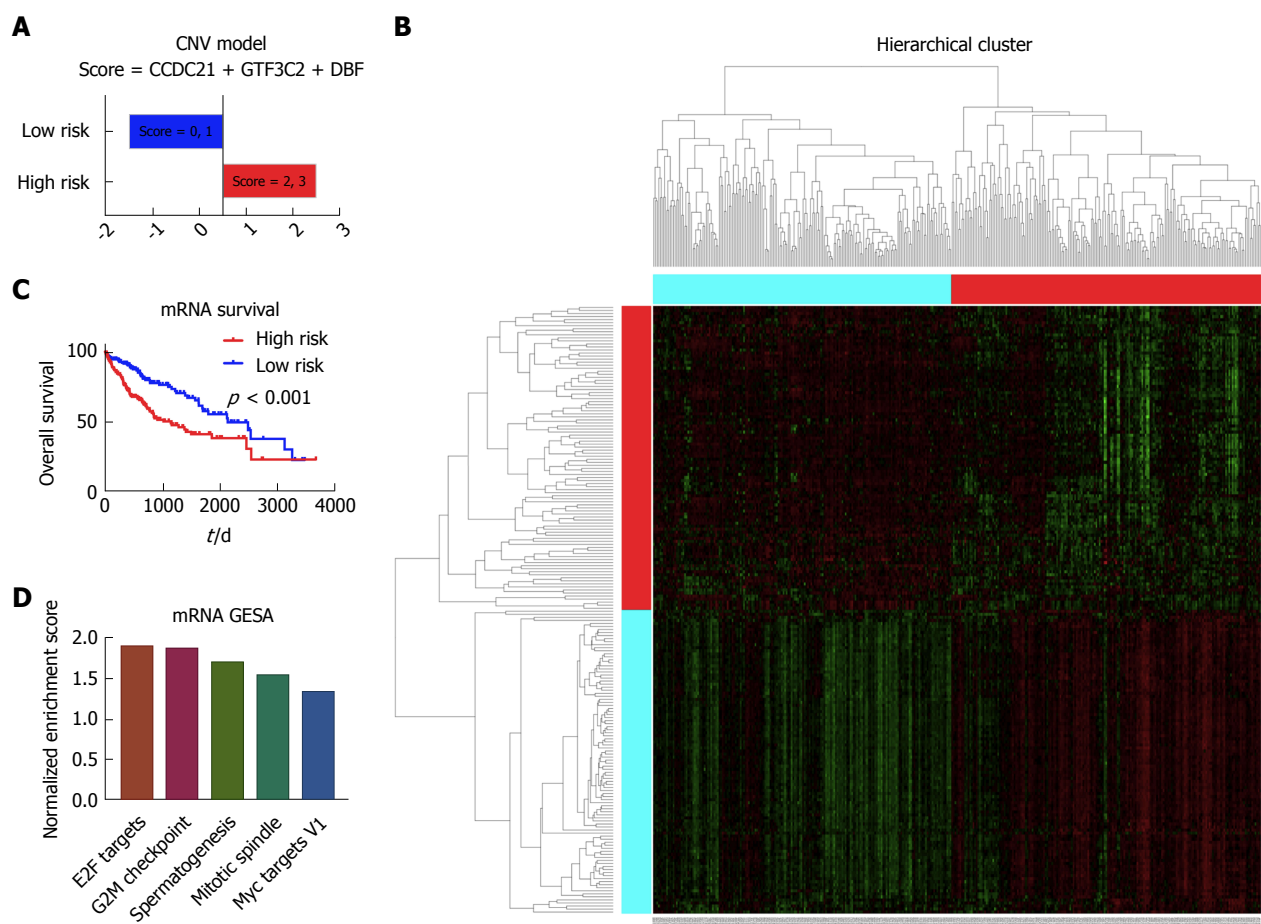 A
CNV model
Score = CCDC21 + GTF3C2 + DBF
Low risk
High risk
Score = 0, 1
Score = 2, 3
-2
-1
0
1
2
3
B
Hierarchical cluster
C
mRNA survival
High risk
Low risk
p < 0.001
Overall survival
100
50
0
0
1000
2000
3000
4000
t/d
D
mRNA GESA
Normalized enrichment score
2.0
1.5
1.0
0.5
0.0
E2F targets
G2M checkpoint
Spermatogenesis
Mitotic spindle
Myc targets V1